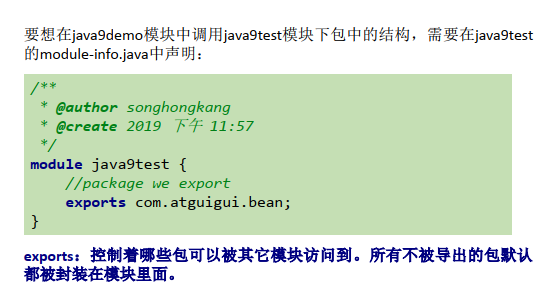 要想在java9demo模块中调用java9test模块下包中的结构，需要在java9test
的module-info.java中声明：
/**
 * @author songhongkang
 * @create 2019 下午 11:57
 */
module java9test {
    //package we export
    exports com.atguigui.bean;
}
exports：控制着哪些包可以被其它模块访问到。所有不被导出的包默认
都被封装在模块里面。